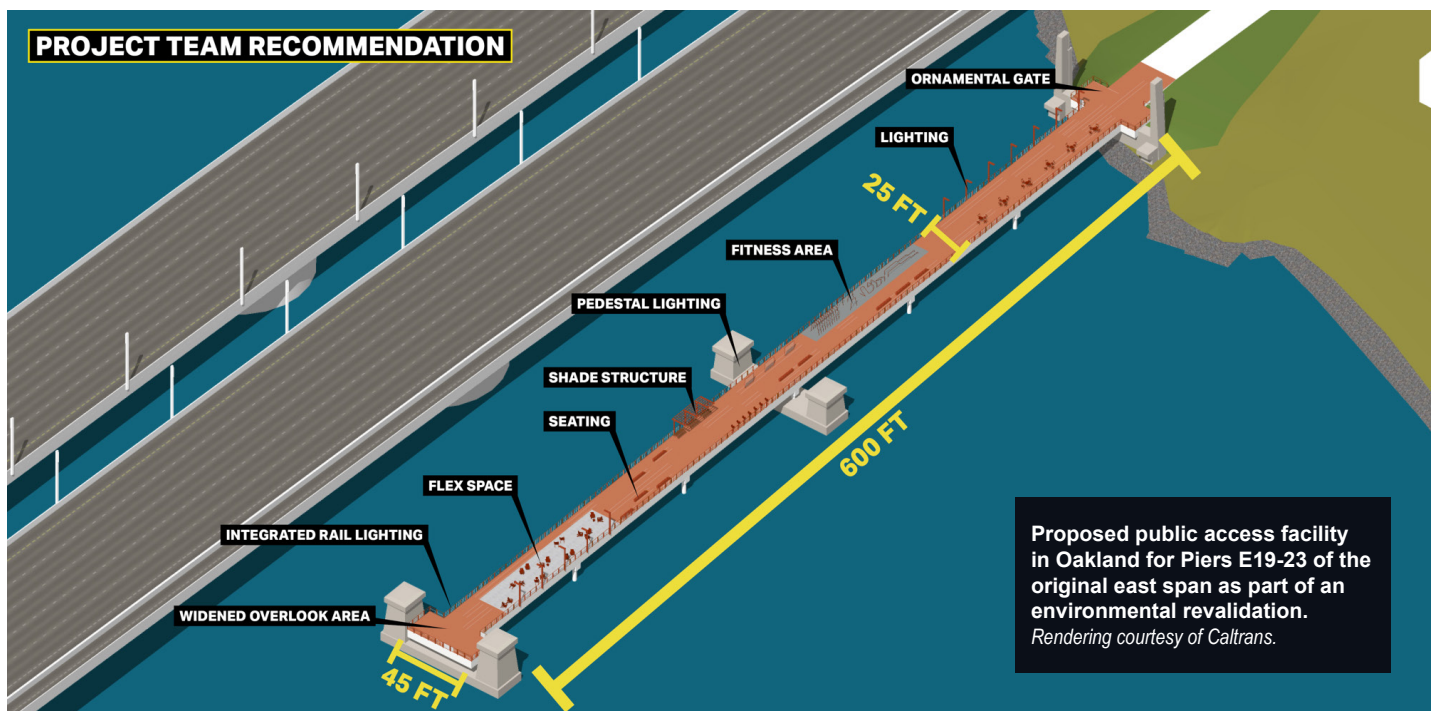 PROJECT TEAM RECOMMENDATION
ORNAMENTAL GATE
LIGHTING
25 FT
FITNESS AREA
PEDESTAL LIGHTING
SHADE STRUCTURE
SEATING
600 FT
FLEX SPACE
INTEGRATED RAIL LIGHTING
WIDENED OVERLOOK AREA
45 FT
Proposed public access facility
in Oakland for Piers E19-23 of the
original east span as part of an
environmental revalidation.
Rendering courtesy of Caltrans.